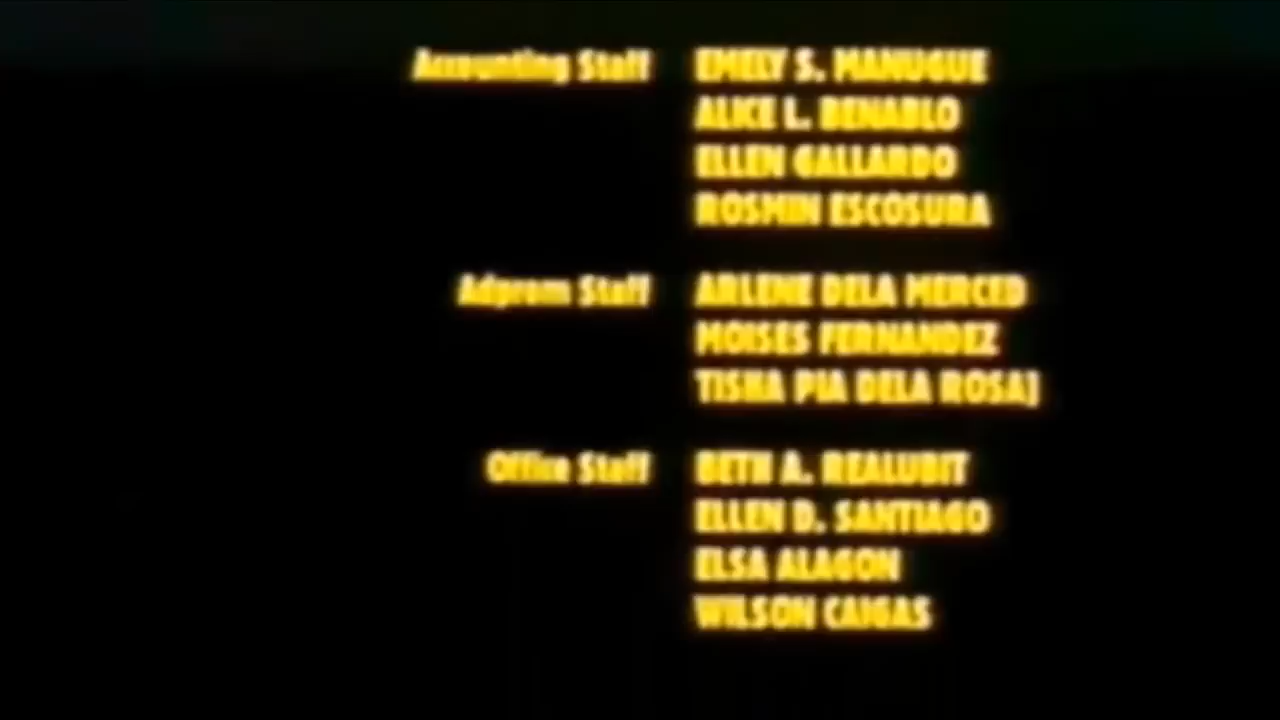 Accounting Staff EMELY S. MANUGUE
ALICE L. BENABLO
ELLEN GALLARDO
ROSMIN ESCOSURA
Adprom Staff ARLENE DELA MERCED
MOISES FERNANDEZ
TISHA PIA DELA ROSA]
Office Staff BETH A. REALUBIT
ELLEN D. SANTIAGO
ELSA ALAGON
WILSON CAIGAS